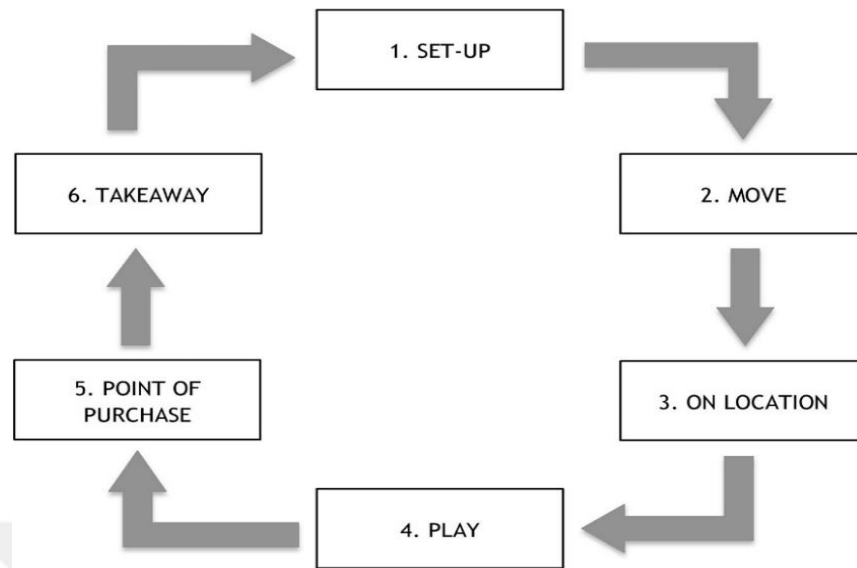 1. SET-UP
2. MOVE
3. ON LOCATION
4. PLAY
5. POINT OF
PURCHASE
6. TAKEAWAY